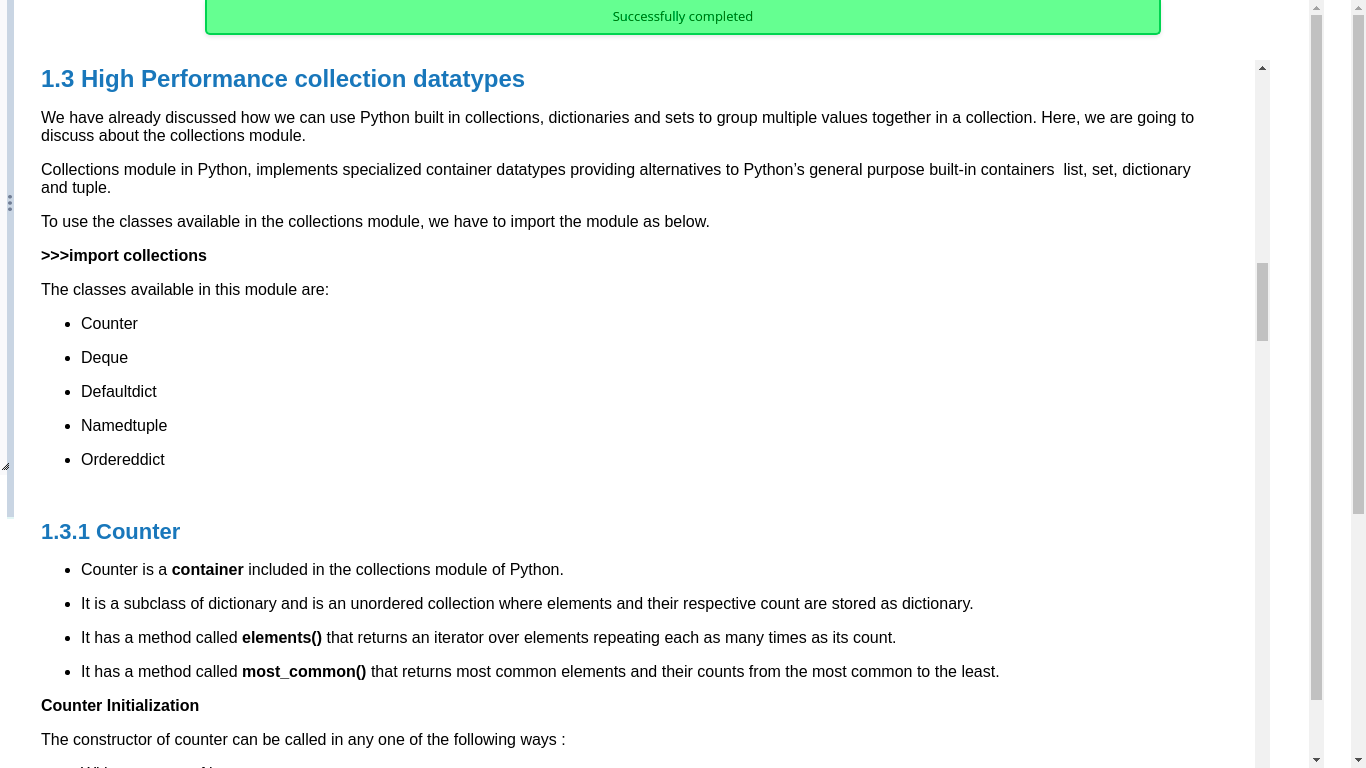 Successfully completed
1.3 High Performance collection datatypes
We have already discussed how we can use Python built in collections, dictionaries and sets to group multiple values together in a collection. Here, we are going to
discuss about the collections module.
Collections module in Python, implements specialized container datatypes providing alternatives to Python’s general purpose built-in containers  list, set, dictionary
and tuple.
To use the classes available in the collections module, we have to import the module as below.
>>>import collections
The classes available in this module are:
• Counter
• Deque
• Defaultdict
• Namedtuple
• Ordereddict
1.3.1 Counter
• Counter is a container included in the collections module of Python.
• It is a subclass of dictionary and is an unordered collection where elements and their respective count are stored as dictionary.
• It has a method called elements() that returns an iterator over elements repeating each as many times as its count.
• It has a method called most_common() that returns most common elements and their counts from the most common to the least.
Counter Initialization
The constructor of counter can be called in any one of the following ways :